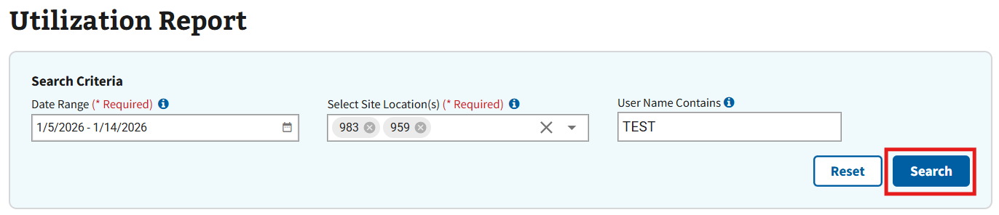 Utilization Report
Search Criteria
Date Range (* Required)
Select Site Location(s) (* Required)
User Name Contains
1/5/2026 - 1/14/2026
983 959
TEST
Reset Search